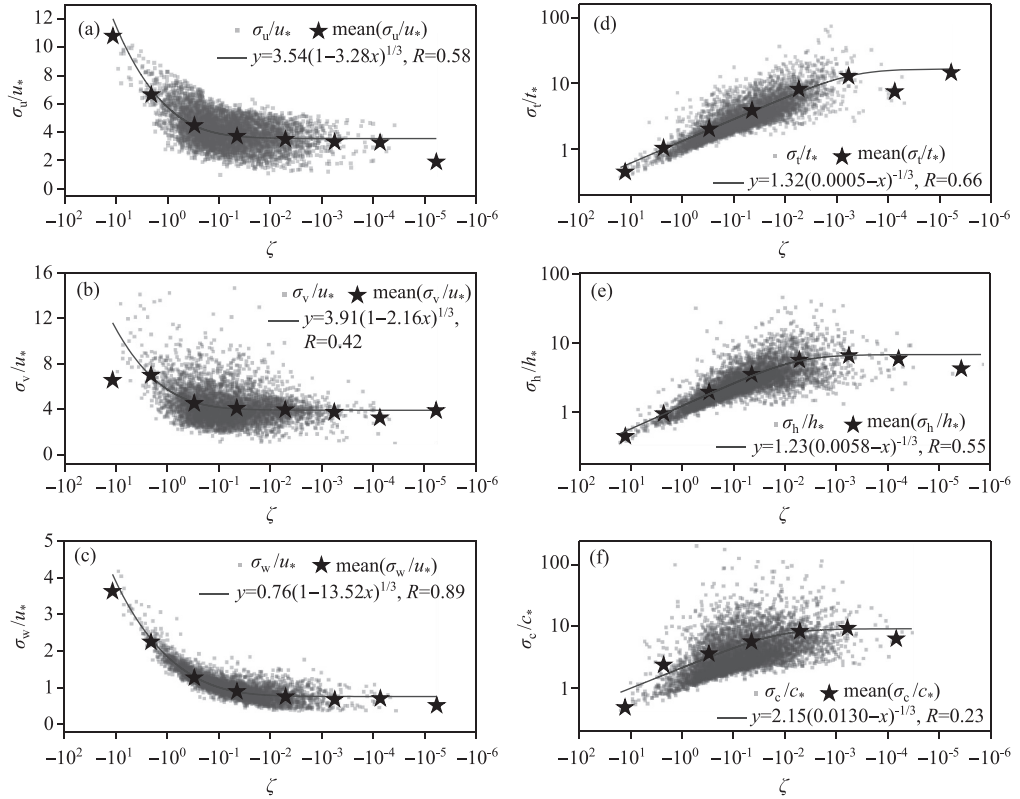 (a)
σu/u* ★ mean(σu/u*)
y=3.54(1−3.28x)^1/3, R=0.58
12
10
8
6
4
2
0
σu/u*
−10^2 −10^1 −10^0 −10^-1 −10^-2 −10^-3 −10^-4 −10^-5 −10^-6
ζ
(b)
σv/u* ★ mean(σv/u*)
y=3.91(1−2.16x)^1/3,
R=0.42
16
12
8
4
0
σv/u*
−10^2 −10^1 −10^0 −10^-1 −10^-2 −10^-3 −10^-4 −10^-5 −10^-6
ζ
(c)
σw/u* ★ mean(σw/u*)
y=0.76(1−13.52x)^1/3, R=0.89
5
4
3
2
1
0
σw/u*
−10^2 −10^1 −10^0 −10^-1 −10^-2 −10^-3 −10^-4 −10^-5 −10^-6
ζ
(d)
100
10
1
σt/t*
σt/t* ★ mean(σt/t*)
y=1.32(0.0005−x)^-1/3, R=0.66
−10^2 −10^1 −10^0 −10^-1 −10^-2 −10^-3 −10^-4 −10^-5 −10^-6
ζ
(e)
100
10
1
σh/h*
σh/h* ★ mean(σh/h*)
y=1.23(0.0058−x)^-1/3, R=0.55
−10^2 −10^1 −10^0 −10^-1 −10^-2 −10^-3 −10^-4 −10^-5 −10^-6
ζ
(f)
100
10
1
σc/c*
σc/c* ★ mean(σc/c*)
y=2.15(0.0130−x)^-1/3, R=0.23
−10^2 −10^1 −10^0 −10^-1 −10^-2 −10^-3 −10^-4 −10^-5 −10^-6
ζ